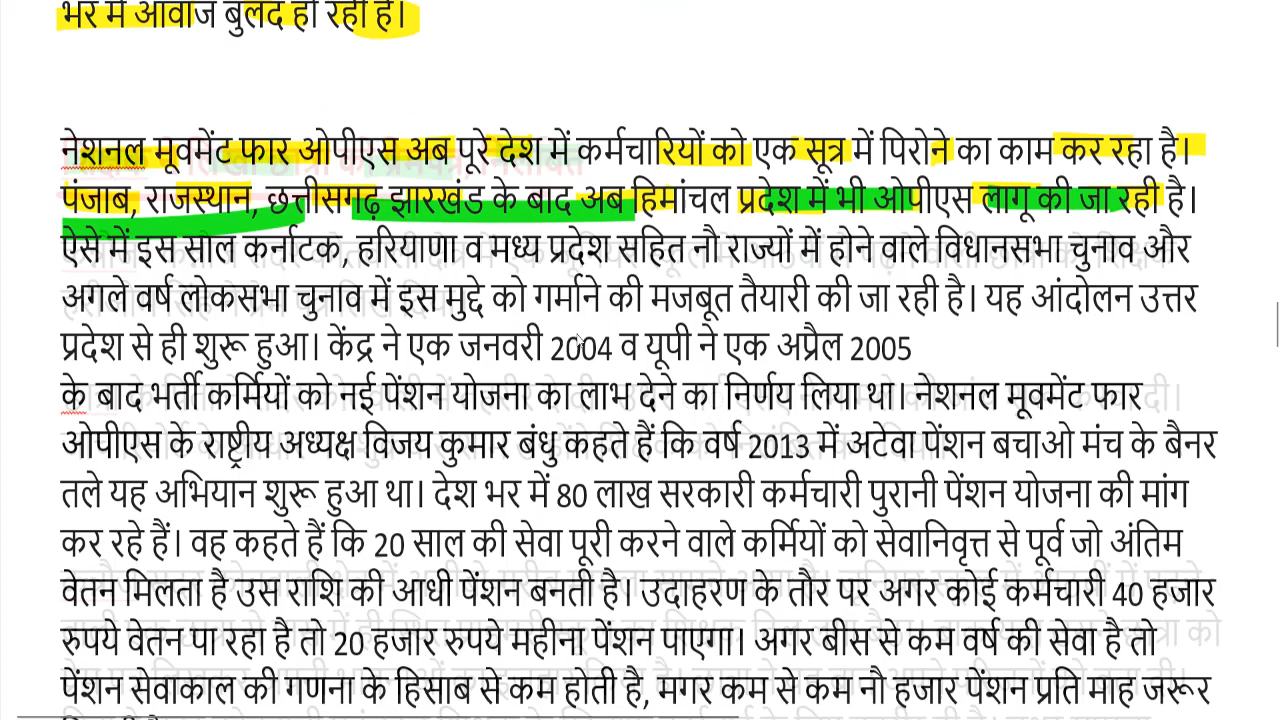 भर में आवाज बुलंद हो रही है।
नेशनल मूवमेंट फार ओपीएस अब पूरे देश में कर्मचारियों को एक सूत्र में पिरोने का काम कर रहा है।
पंजाब, राजस्थान, छत्तीसगढ़ झारखंड के बाद अब हिमांचल प्रदेश में भी ओपीएस लागू की जा रही है।
ऐसे में इस साल कर्नाटक, हरियाणा व मध्य प्रदेश सहित नौ राज्यों में होने वाले विधानसभा चुनाव और
अगले वर्ष लोकसभा चुनाव में इस मुद्दे को गर्माने की मजबूत तैयारी की जा रही है। यह आंदोलन उत्तर
प्रदेश से ही शुरू हुआ। केंद्र ने एक जनवरी 2004 व यूपी ने एक अप्रैल 2005
के बाद भर्ती कर्मियों को नई पेंशन योजना का लाभ देने का निर्णय लिया था। नेशनल मूवमेंट फार
ओपीएस के राष्ट्रीय अध्यक्ष विजय कुमार बंधु कहते हैं कि वर्ष 2013 में अटेवा पेंशन बचाओ मंच के बैनर
तले यह अभियान शुरू हुआ था। देश भर में 80 लाख सरकारी कर्मचारी पुरानी पेंशन योजना की मांग
कर रहे हैं। वह कहते हैं कि 20 साल की सेवा पूरी करने वाले कर्मियों को सेवानिवृत्त से पूर्व जो अंतिम
वेतन मिलता है उस राशि की आधी पेंशन बनती है। उदाहरण के तौर पर अगर कोई कर्मचारी 40 हजार
रुपये वेतन पा रहा है तो 20 हजार रुपये महीना पेंशन पाएगा। अगर बीस से कम वर्ष की सेवा है तो
पेंशन सेवाकाल की गणना के हिसाब से कम होती है, मगर कम से कम नौ हजार पेंशन प्रति माह जरूर